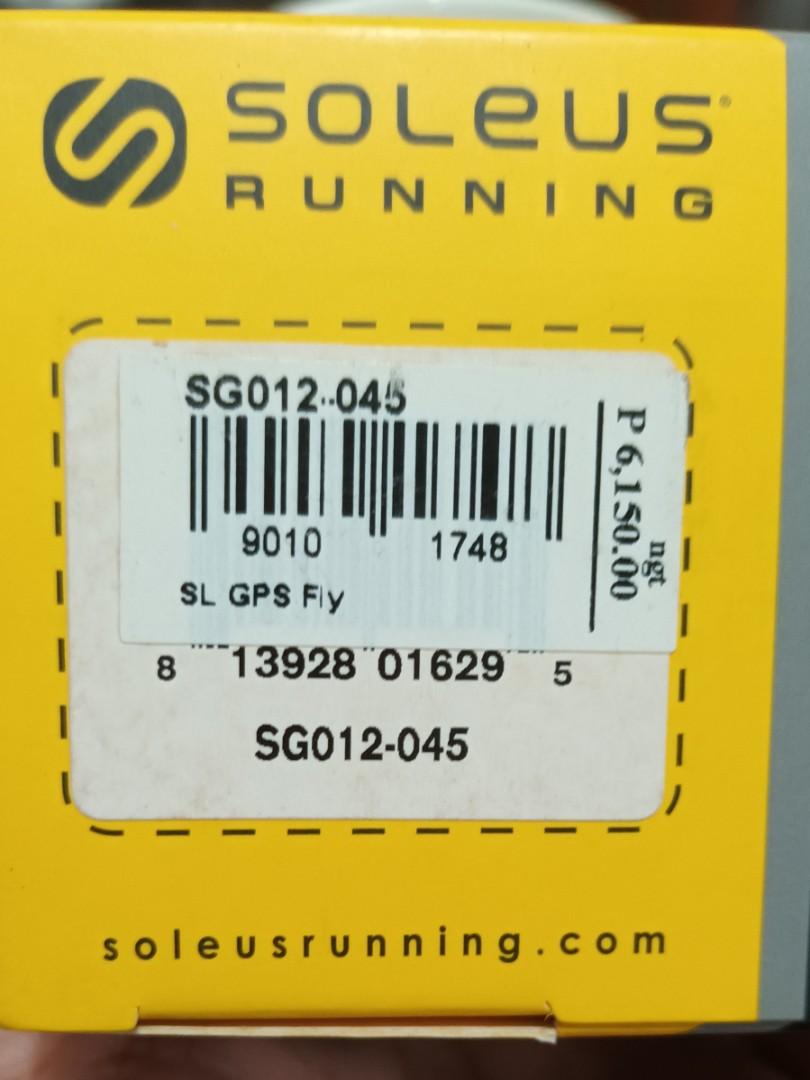 SOLEUS®
RUNNING
SG012-045
9010 1748
SL GPS Fly
P 6,150.00
ngt
8 13928 01629 5
SG012-045
soleusrunning.com